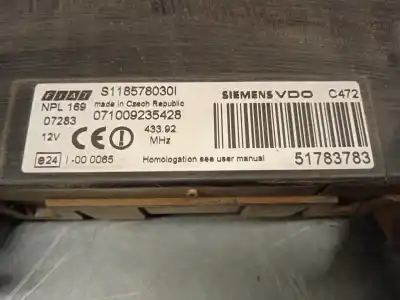 FIAT S118578030I SIEMENS VDO C472
NPL 169 made in Czech Republic
07283 071009235428
12V CE 433.92
MHz
e24 I-00 0065 Homologation see user manual 51783783